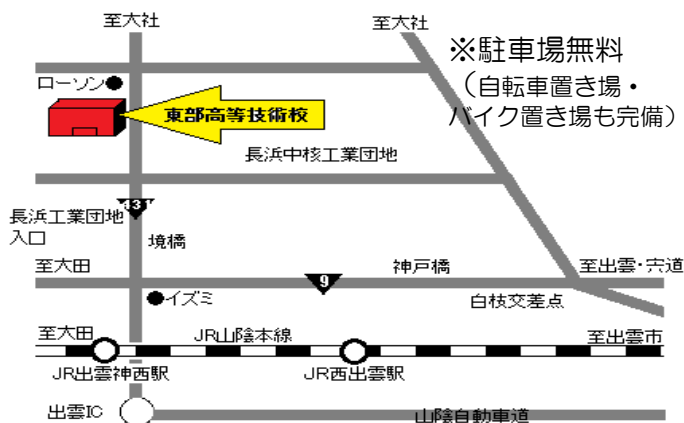 至大社
至大社
※駐車場無料
（自転車置き場・
バイク置き場も完備）
ローソン
東部高等技術校
長浜中核工業団地
431
長浜工業団地
入口
境橋
至大田
神戸橋
至出雲・宍道
9
イズミ
白枝交差点
至大田
JR山陰本線
至出雲市
JR出雲神西駅
JR西出雲駅
出雲IC
山陰自動車道